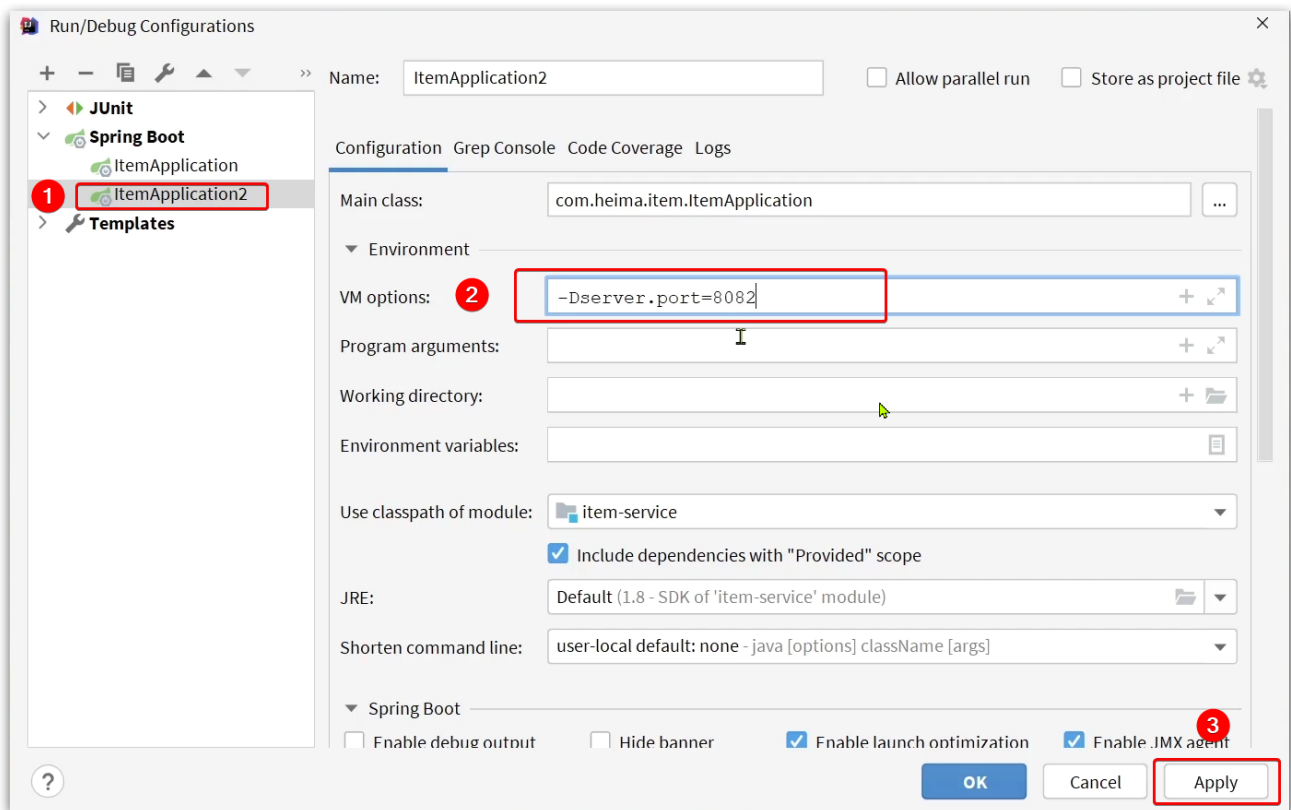 Run/Debug Configurations
Name: ItemApplication2 Allow parallel run Store as project file
JUnit
Spring Boot
ItemApplication
1 ItemApplication2
Templates
Configuration Grep Console Code Coverage Logs
Main class: com.heima.item.ItemApplication ...
Environment
VM options: 2 -Dserver.port=8082
Program arguments:
Working directory:
Environment variables:
Use classpath of module: item-service
Include dependencies with "Provided" scope
JRE: Default (1.8 - SDK of 'item-service' module)
Shorten command line: user-local default: none - java [options] className [args]
Spring Boot
3
Enable debug output Hide banner Enable launch optimization Enable JMX agent
? OK Cancel Apply